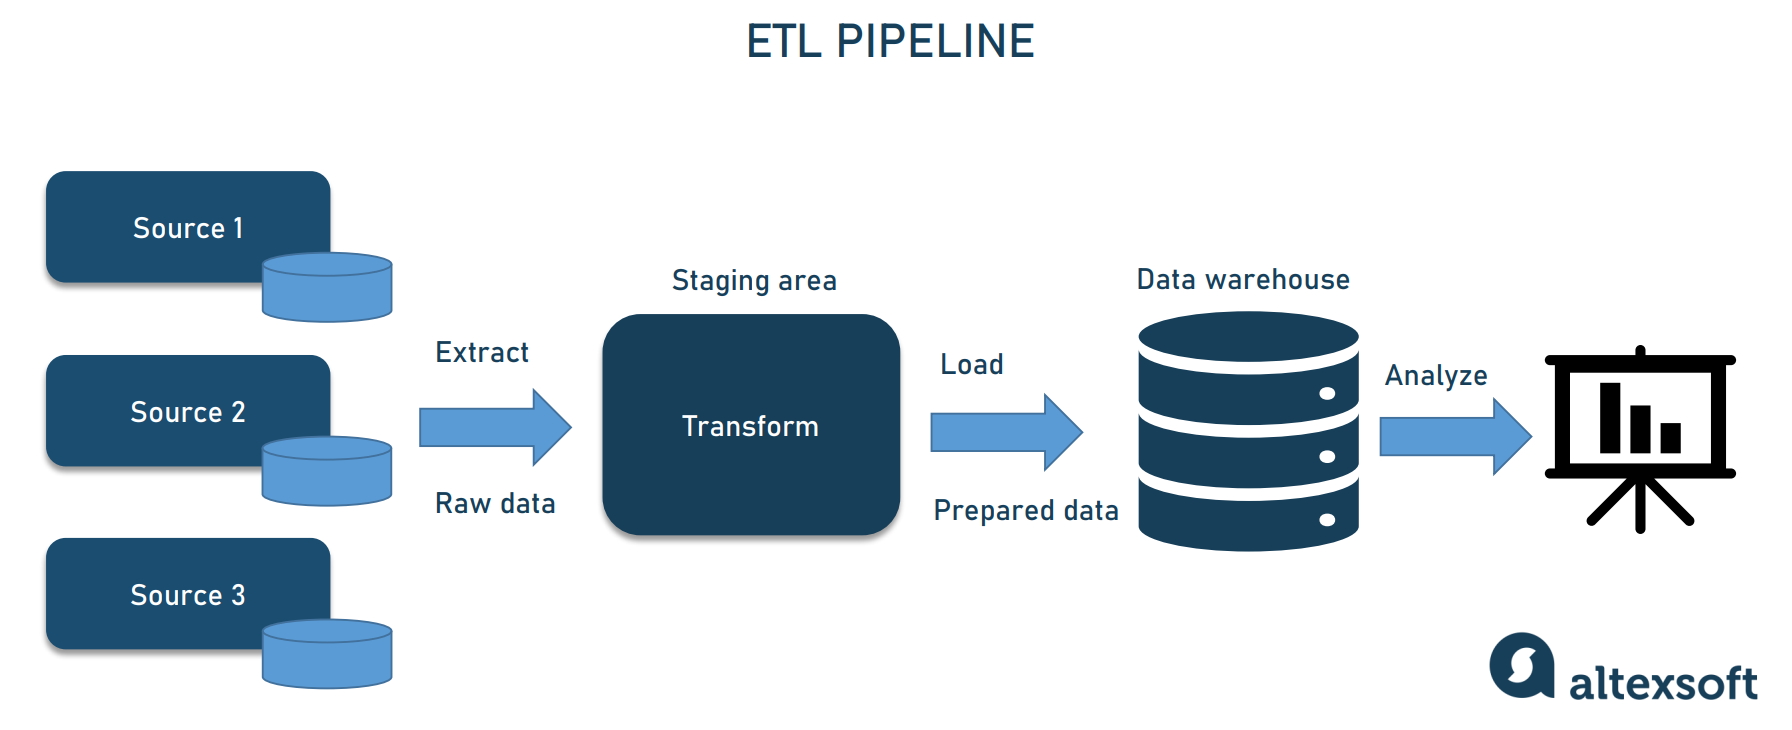 ETL PIPELINE
Source 1
Source 2
Source 3
Extract
Raw data
Staging area
Transform
Load
Prepared data
Data warehouse
Analyze
altexsoft